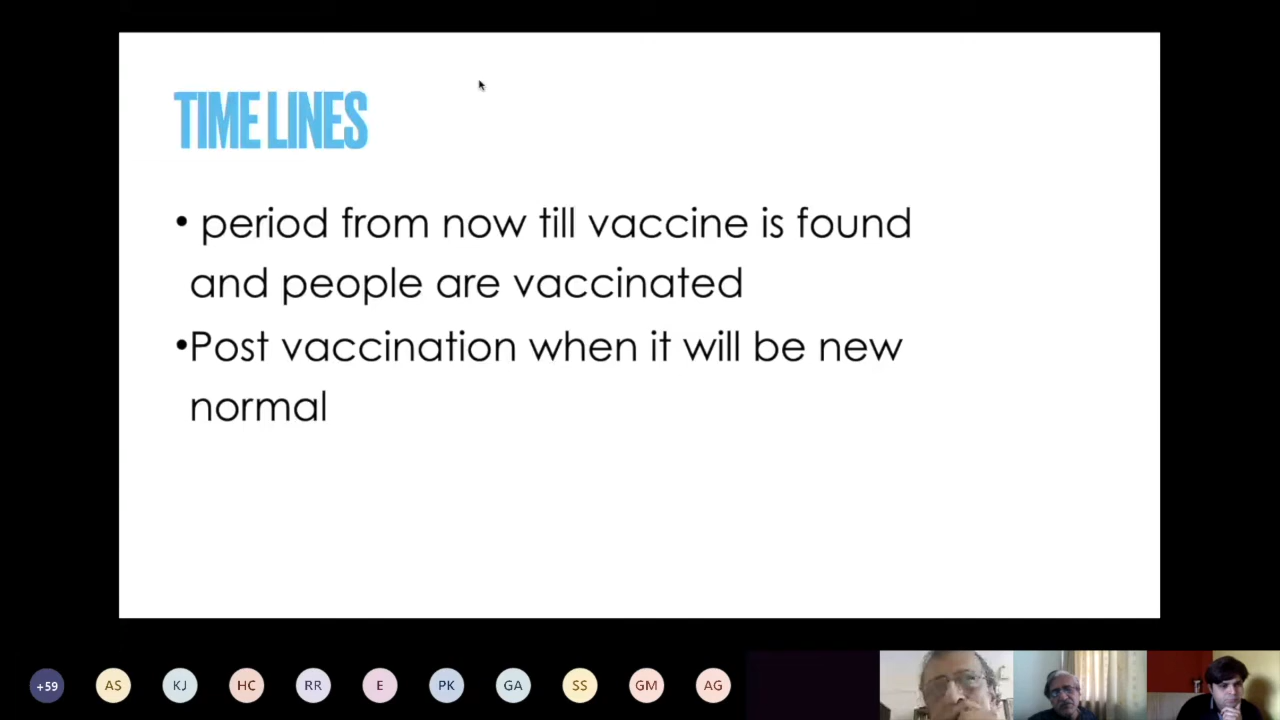 TIME LINES
• period from now till vaccine is found
and people are vaccinated
•Post vaccination when it will be new
normal
+59 AS KJ HC RR E PK GA SS GM AG